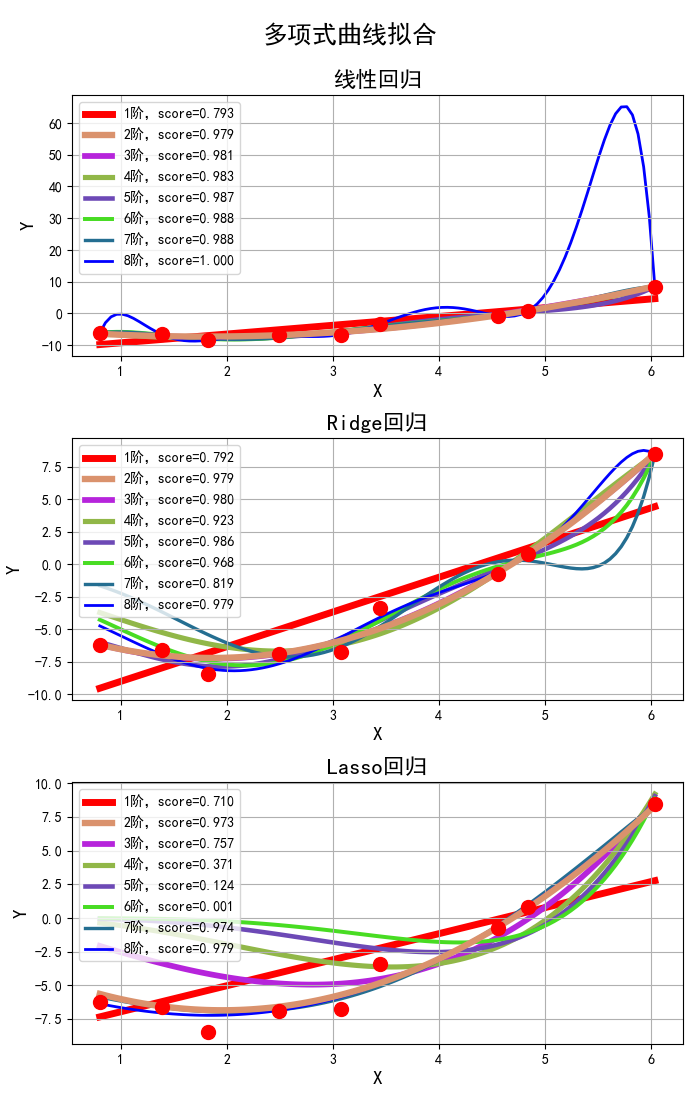 多项式曲线拟合
线性回归
1阶，score=0.793
2阶，score=0.979
3阶，score=0.981
4阶，score=0.983
5阶，score=0.987
6阶，score=0.988
7阶，score=0.988
8阶，score=1.000
60
50
40
30
20
10
0
−10
Y
1 2 3 4 5 6
X
Ridge回归
1阶，score=0.792
2阶，score=0.979
3阶，score=0.980
4阶，score=0.923
5阶，score=0.986
6阶，score=0.968
7阶，score=0.819
8阶，score=0.979
7.5
5.0
2.5
0.0
−2.5
−5.0
−7.5
−10.0
Y
1 2 3 4 5 6
X
Lasso回归
1阶，score=0.710
2阶，score=0.973
3阶，score=0.757
4阶，score=0.371
5阶，score=0.124
6阶，score=0.001
7阶，score=0.974
8阶，score=0.979
10.0
7.5
5.0
2.5
0.0
−2.5
−5.0
−7.5
Y
1 2 3 4 5 6
X